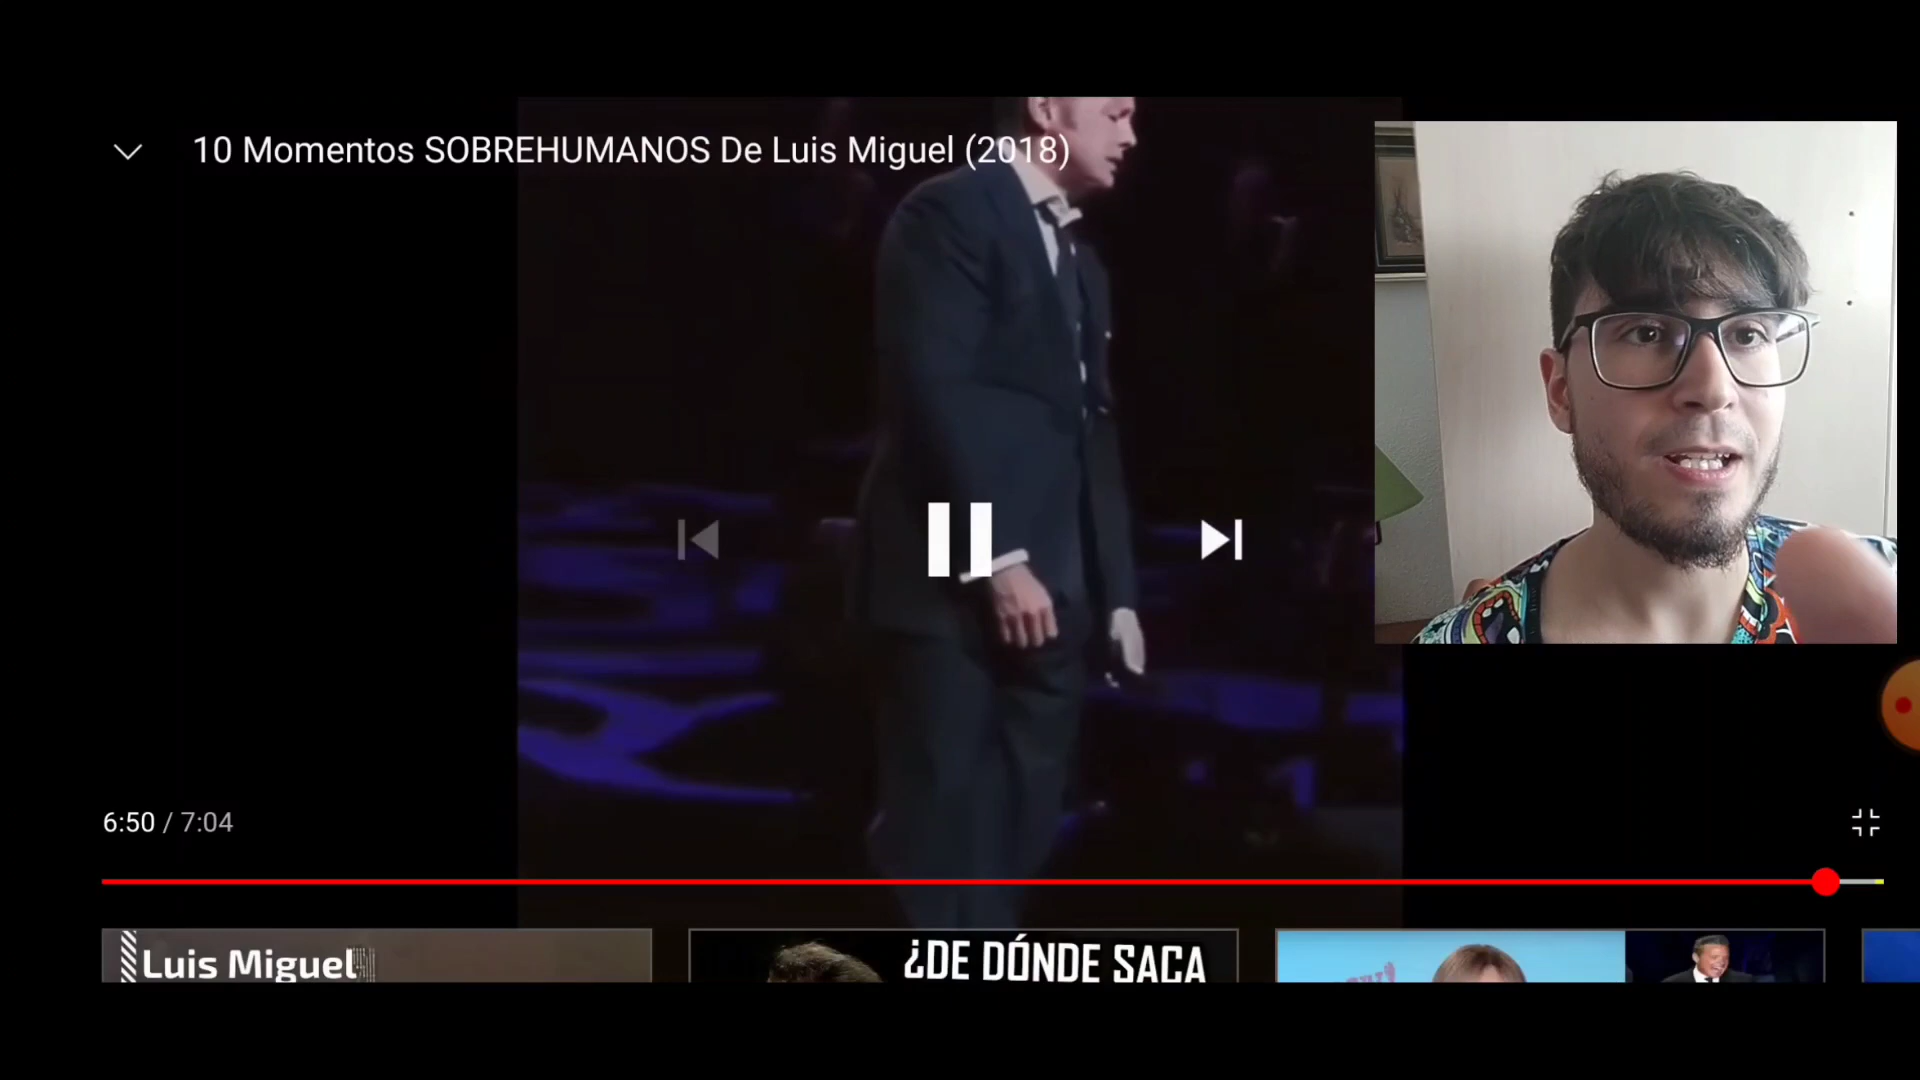 10 Momentos SOBREHUMANOS De Luis Miguel (2018)
6:50 / 7:04
Luis Miguel
¿DE DÓNDE SACA